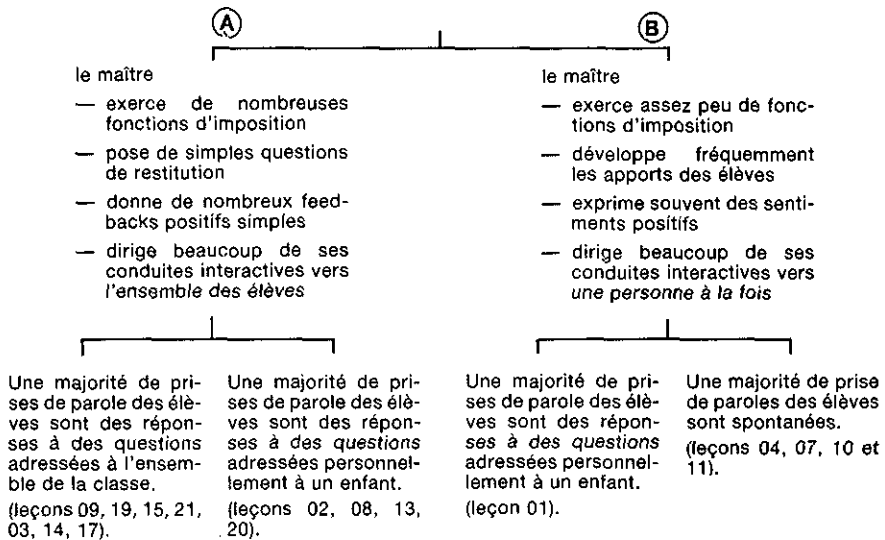 A
le maître
— exerce de nombreuses
fonctions d'imposition
— pose de simples questions
de restitution
— donne de nombreux feed-
backs positifs simples
— dirige beaucoup de ses
conduites interactives vers
l'ensemble des élèves
B
le maître
— exerce assez peu de fonc-
tions d'imposition
— développe fréquemment
les apports des élèves
— exprime souvent des senti-
ments positifs
— dirige beaucoup de ses
conduites interactives vers
une personne à la fois
Une majorité de pri-
ses de parole des élè-
ves sont des répon-
ses à des questions
adressées à l'ensem-
ble de la classe.
(leçons 09, 19, 15, 21,
03, 14, 17).
Une majorité de pri-
ses de parole des élè-
ves sont des répon-
ses à des questions
adressées personnel-
lement à un enfant.
(leçons 02, 08, 13,
20).
Une majorité de pri-
ses de parole des élè-
ves sont des répon-
ses à des questions
adressées personnel-
lement à un enfant.
(leçon 01).
Une majorité de prise
de paroles des élèves
sont spontanées.
(leçons 04, 07, 10 et
11).